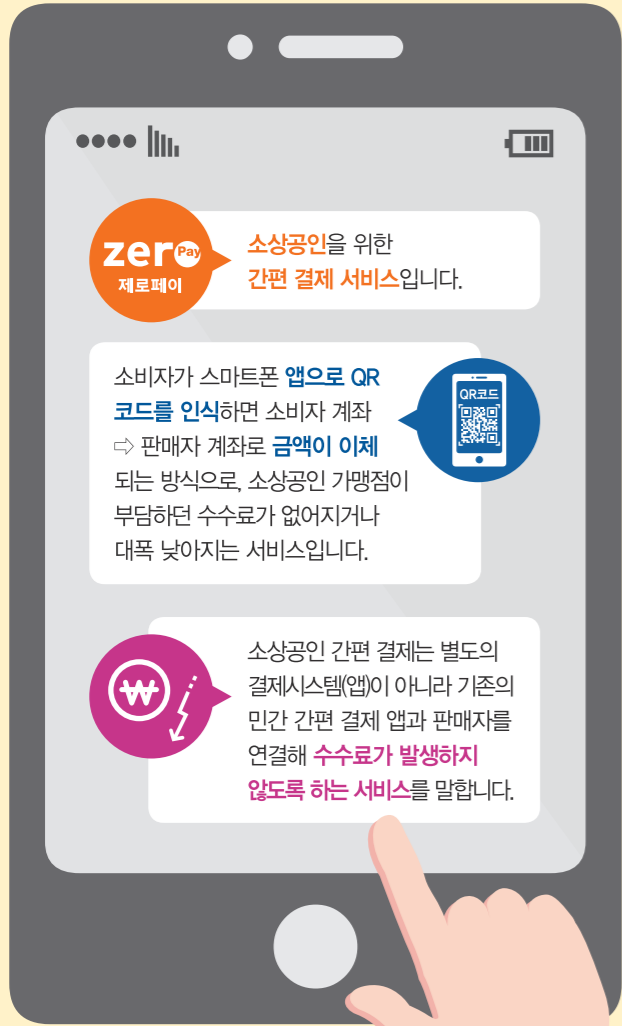 zero Pay
제로페이
소상공인을 위한
간편 결제 서비스입니다.
소비자가 스마트폰 앱으로 QR
코드를 인식하면 소비자 계좌
⇨ 판매자 계좌로 금액이 이체
되는 방식으로, 소상공인 가맹점이
부담하던 수수료가 없어지거나
대폭 낮아지는 서비스입니다.
QR코드
₩
소상공인 간편 결제는 별도의
결제시스템(앱)이 아니라 기존의
민간 간편 결제 앱과 판매자를
연결해 수수료가 발생하지
않도록 하는 서비스를 말합니다.